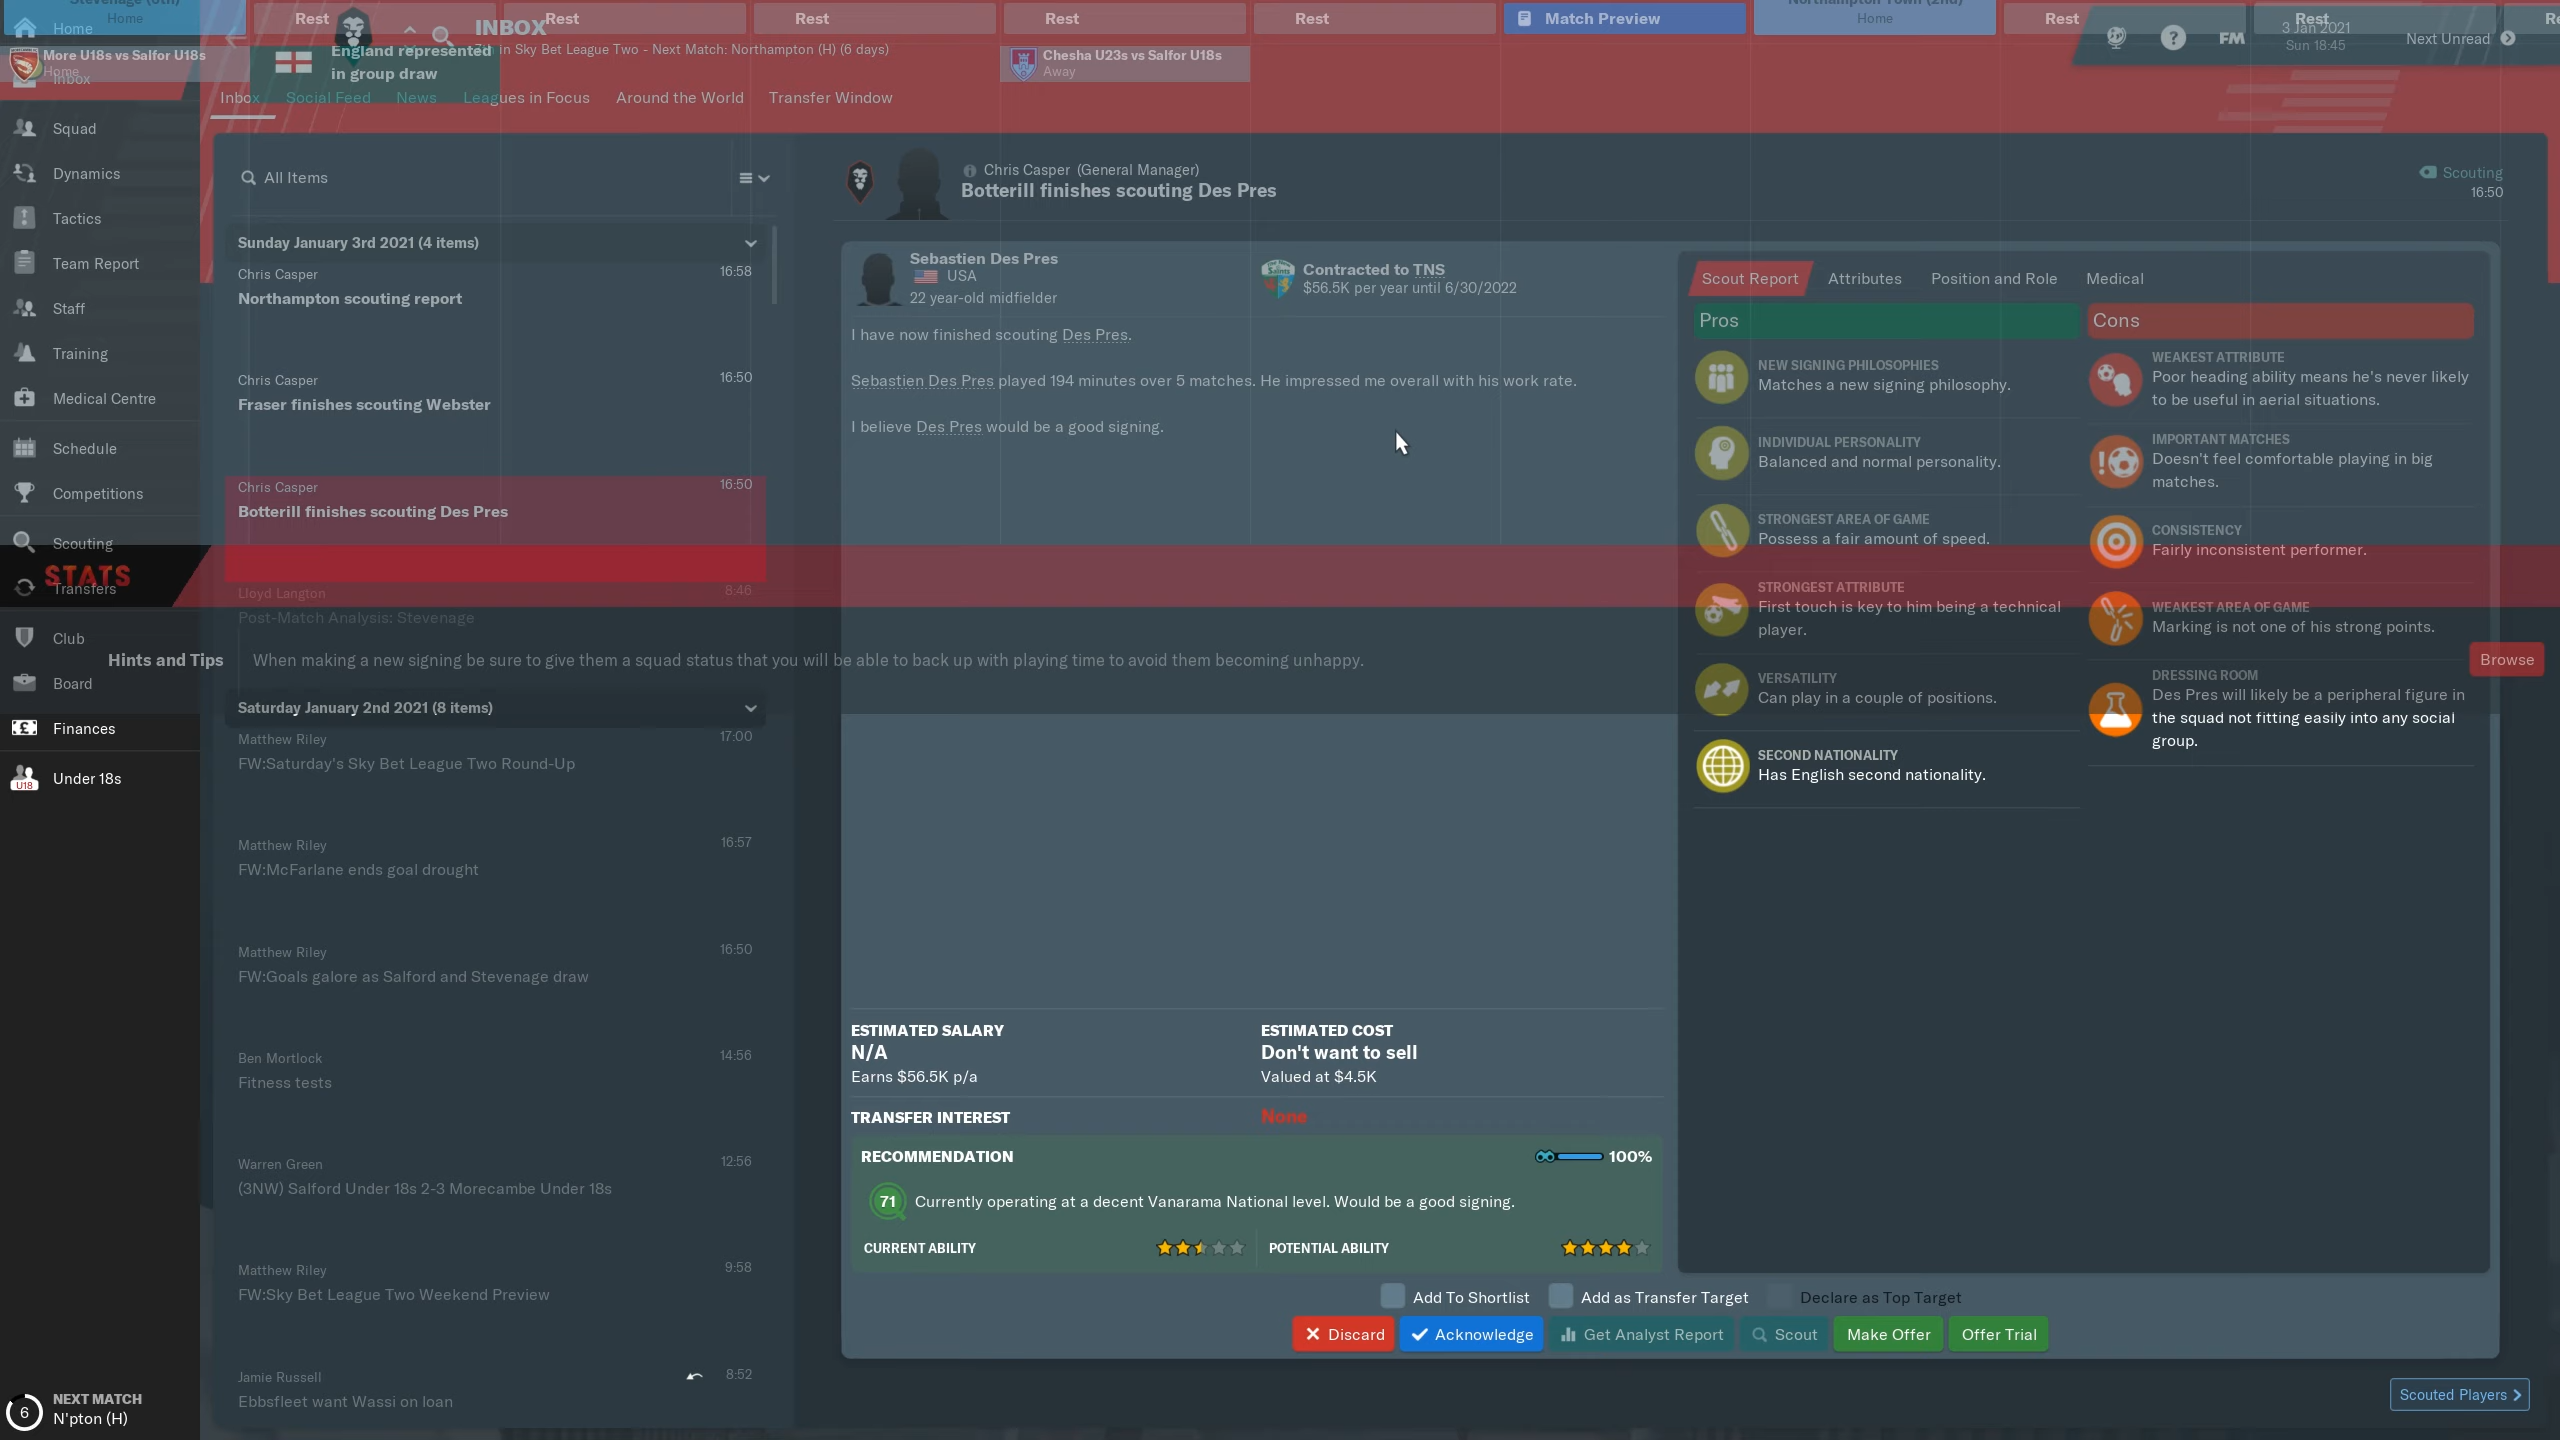 Stevenage (6th)
Home
Rest
Rest
Rest
Rest
Rest
Match Preview
Northampton Town (2nd)
Home
Rest
Rest
Home
INBOX
7th in Sky Bet League Two - Next Match: Northampton (H) (6 days)
3 Jan 2021
Sun 18:45
FM
Next Unread
More U18s vs Salfor U18s
Home
England represented
in group draw
Chesha U23s vs Salfor U18s
Away
Inbox
Inbox
Social Feed
News
Leagues in Focus
Around the World
Transfer Window
Squad
Dynamics
Tactics
Team Report
Staff
Training
Medical Centre
Schedule
Competitions
Scouting
STATS
Transfers
Club
Board
Finances
U18
Under 18s
6
NEXT MATCH
N'pton (H)
All Items
Sunday January 3rd 2021 (4 items)
Chris Casper
16:58
Northampton scouting report
Chris Casper
16:50
Fraser finishes scouting Webster
Chris Casper
16:50
Botterill finishes scouting Des Pres
Lloyd Langton
8:46
Post-Match Analysis: Stevenage
Hints and Tips
When making a new signing be sure to give them a squad status that you will be able to back up with playing time to avoid them becoming unhappy.
Browse
Saturday January 2nd 2021 (8 items)
Matthew Riley
17:00
FW:Saturday's Sky Bet League Two Round-Up
Matthew Riley
16:57
FW:McFarlane ends goal drought
Matthew Riley
16:50
FW:Goals galore as Salford and Stevenage draw
Ben Mortlock
14:56
Fitness tests
Warren Green
12:56
(3NW) Salford Under 18s 2-3 Morecambe Under 18s
Matthew Riley
9:58
FW:Sky Bet League Two Weekend Preview
Jamie Russell
8:52
Ebbsfleet want Wassi on loan
Chris Casper (General Manager)
Botterill finishes scouting Des Pres
Scouting
16:50
Sebastien Des Pres
USA
22 year-old midfielder
Contracted to TNS
$56.5K per year until 6/30/2022
I have now finished scouting Des Pres.
Sebastien Des Pres played 194 minutes over 5 matches. He impressed me overall with his work rate.
I believe Des Pres would be a good signing.
ESTIMATED SALARY
N/A
Earns $56.5K p/a
ESTIMATED COST
Don't want to sell
Valued at $4.5K
TRANSFER INTEREST
None
RECOMMENDATION
100%
71
Currently operating at a decent Vanarama National level. Would be a good signing.
CURRENT ABILITY
POTENTIAL ABILITY
Scout Report
Attributes
Position and Role
Medical
Pros
NEW SIGNING PHILOSOPHIES
Matches a new signing philosophy.
INDIVIDUAL PERSONALITY
Balanced and normal personality.
STRONGEST AREA OF GAME
Possess a fair amount of speed.
STRONGEST ATTRIBUTE
First touch is key to him being a technical
player.
VERSATILITY
Can play in a couple of positions.
SECOND NATIONALITY
Has English second nationality.
Cons
WEAKEST ATTRIBUTE
Poor heading ability means he's never likely
to be useful in aerial situations.
IMPORTANT MATCHES
Doesn't feel comfortable playing in big
matches.
CONSISTENCY
Fairly inconsistent performer.
WEAKEST AREA OF GAME
Marking is not one of his strong points.
DRESSING ROOM
Des Pres will likely be a peripheral figure in
the squad not fitting easily into any social
group.
Add To Shortlist
Add as Transfer Target
Declare as Top Target
Discard
Acknowledge
Get Analyst Report
Scout
Make Offer
Offer Trial
Scouted Players